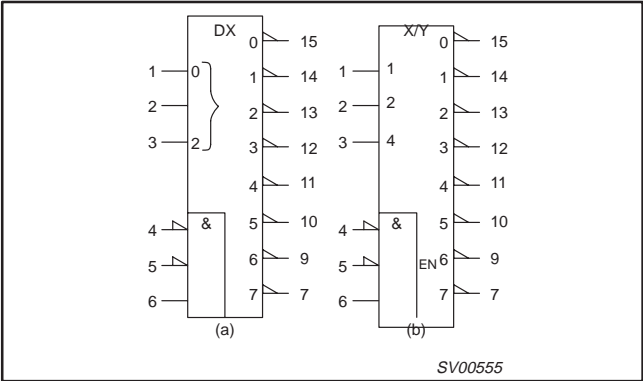 DX X/Y
0 15 0 15
1 0 1 14 1 1 1 14
2 2 13 2 2 2 13
3 2 3 12 3 4 3 12
4 11 4 11
4 & 5 10 4 & 5 10
5 6 9 5 EN 6 9
6 7 7 6 7 7
(a) (b)
SV00555